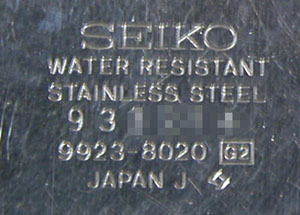 SEIKO
WATER RESISTANT
STAINLESS STEEL
93
9923-8020 G2
JAPAN J